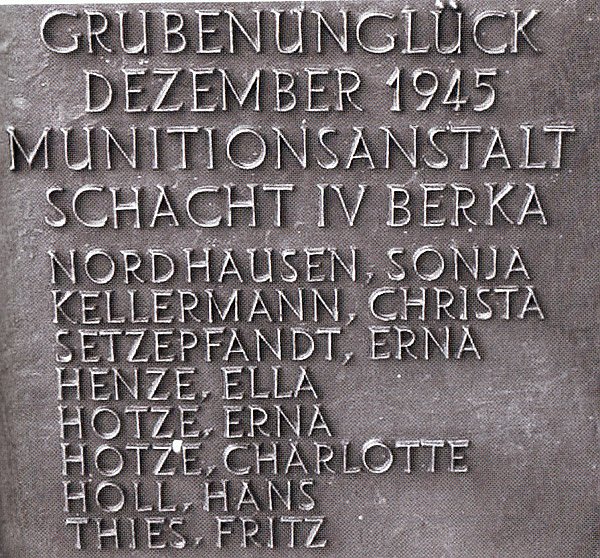 GRUBENUNGLÜCK
DEZEMBER 1945
MUNITIONSANSTALT
SCHACHT IV BERKA
NORDHAUSEN, SONJA
KELLERMANN, CHRISTA
SETZEPFANDT, ERNA
HENZE, ELLA
HOTZE, ERNA
HOTZE, CHARLOTTE
HOLL, HANS
THIES, FRITZ